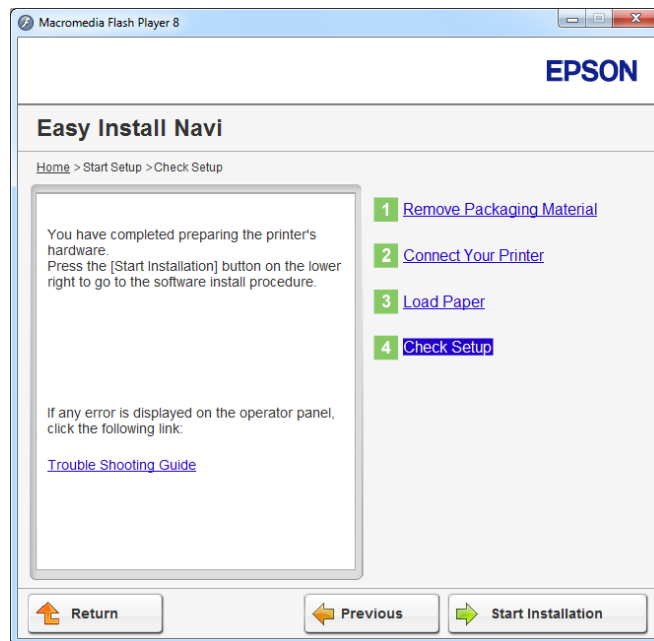 Macromedia Flash Player 8
EPSON
Easy Install Navi
Home > Start Setup >Check Setup
You have completed preparing the printer's
hardware.
Press the [Start Installation] button on the lower
right to go to the software install procedure.
If any error is displayed on the operator panel,
click the following link:
Trouble Shooting Guide
1 Remove Packaging Material
2 Connect Your Printer
3 Load Paper
4 Check Setup
Return
Previous
Start Installation